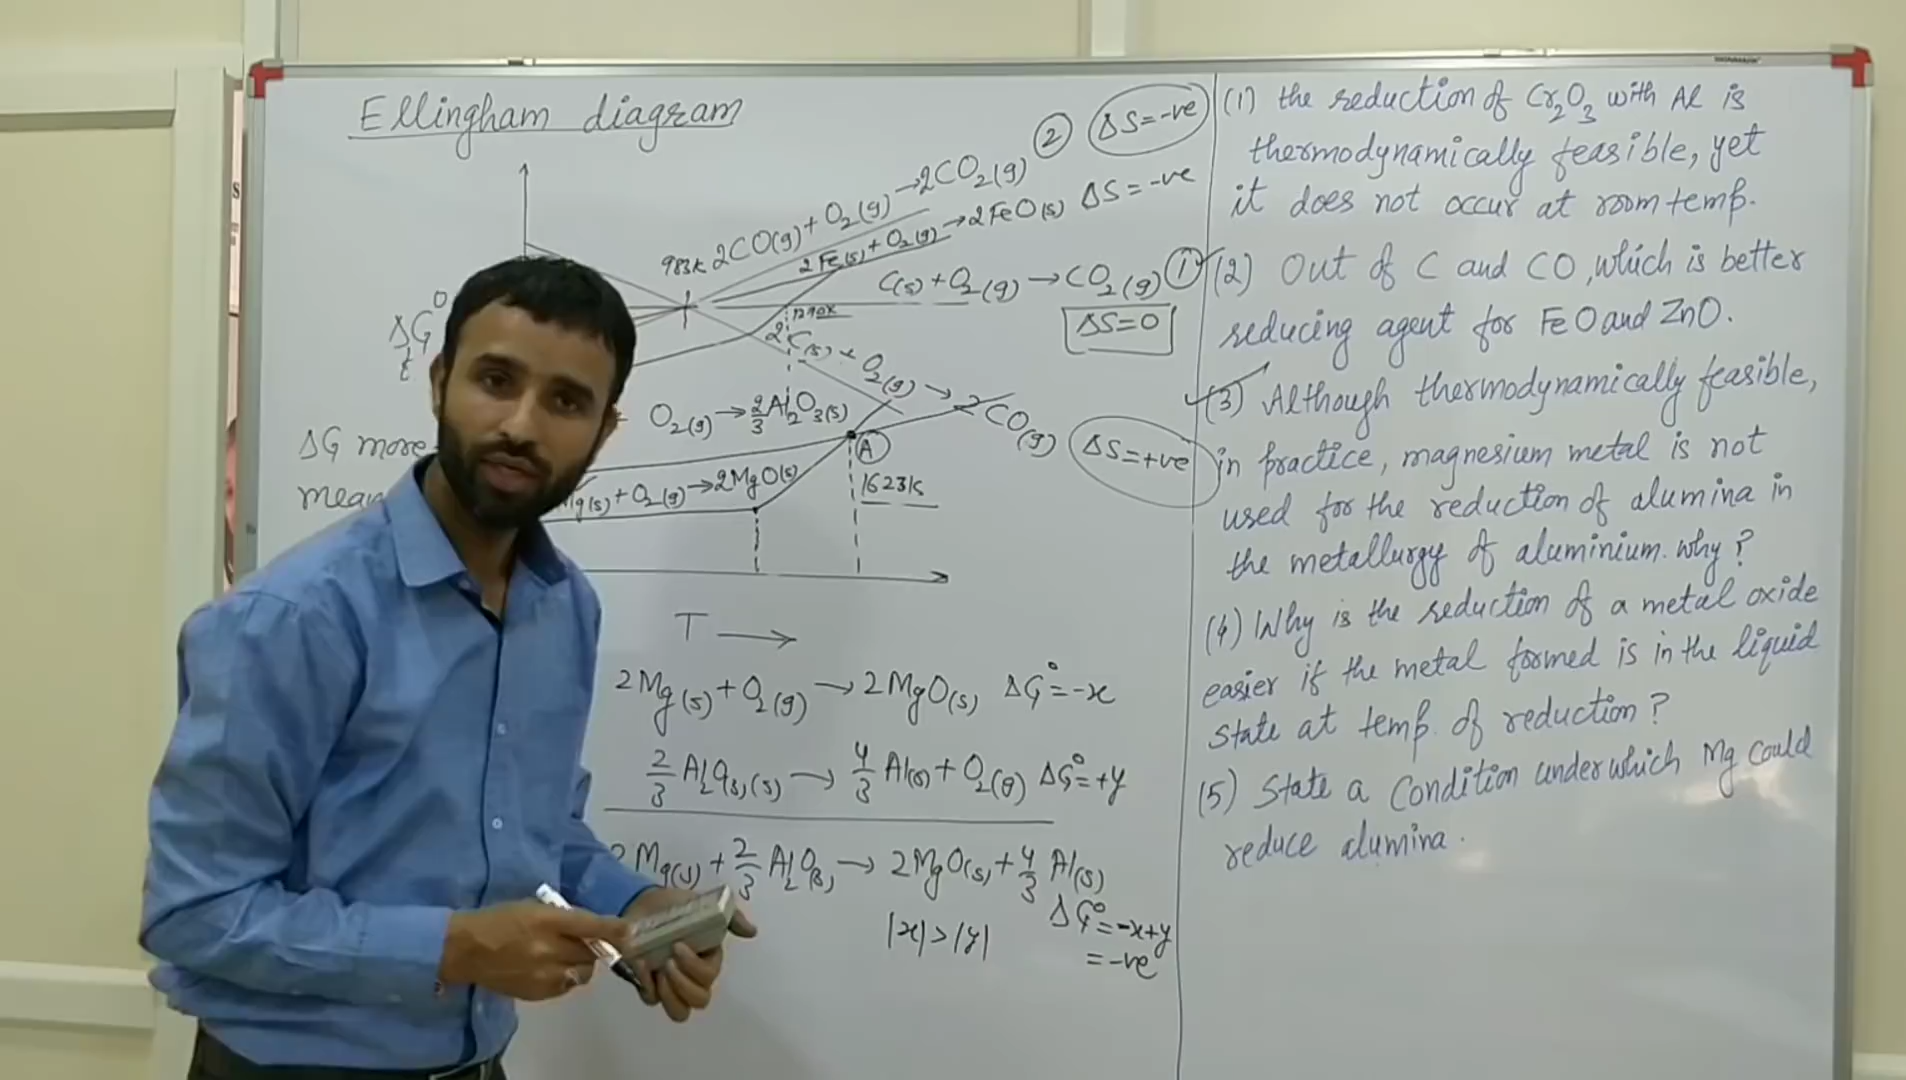 Ellingham diagram
② ΔS=-ve
983K 2CO(g)+O2(g)→2CO2(g)
2Fe(s)+O2(g)→2FeO(s) ΔS=-ve
C(s)+O2(g)→CO2(g) ①
ΔS=0
0
ΔG°
2C(s)+O2(g)→2CO(g)
ΔS=+ve
O2(g)→2/3Al2O3(s)
ΔG more
A
Mg(s)+O2(g)→2MgO(s)
1623K
T →
2Mg(s)+O2(g)→2MgO(s) ΔG°=-x
2/3 Al2O3(s)→4/3 Al(s)+O2(g) ΔG°=+y
2Mg(s)+2/3 Al2O3(s)→2MgO(s)+4/3 Al(s)
ΔG°=-x+y
|x|>|y|
=-ve
(1) the reduction of Cr2O3 with Al is
thermodynamically feasible, yet
it does not occur at room temp.
(2) Out of C and CO, which is better
reducing agent for FeO and ZnO.
(3) Although thermodynamically feasible,
in practice, magnesium metal is not
used for the reduction of alumina in
the metallurgy of aluminium. why?
(4) Why is the reduction of a metal oxide
easier if the metal formed is in the liquid
state at temp. of reduction?
(5) State a Condition under which Mg could
reduce alumina.